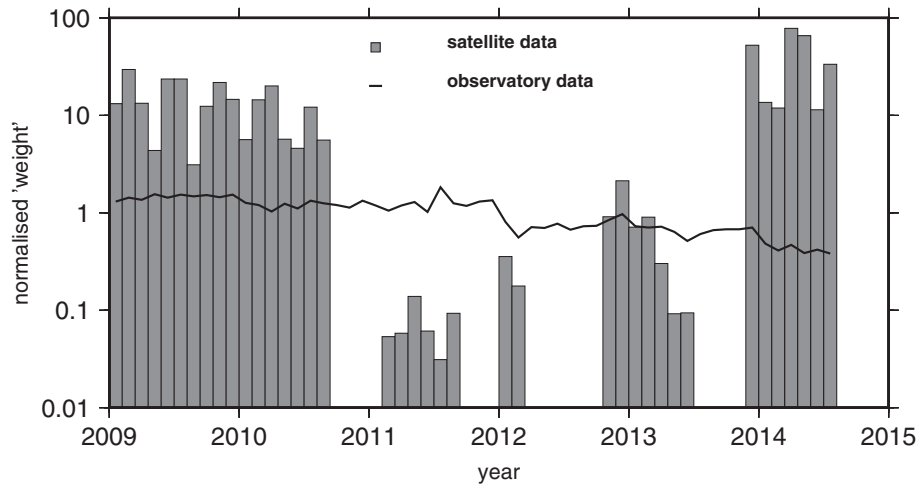 100
10
1
0.1
0.01
normalised 'weight'
satellite data
observatory data
2009 2010 2011 2012 2013 2014 2015
year